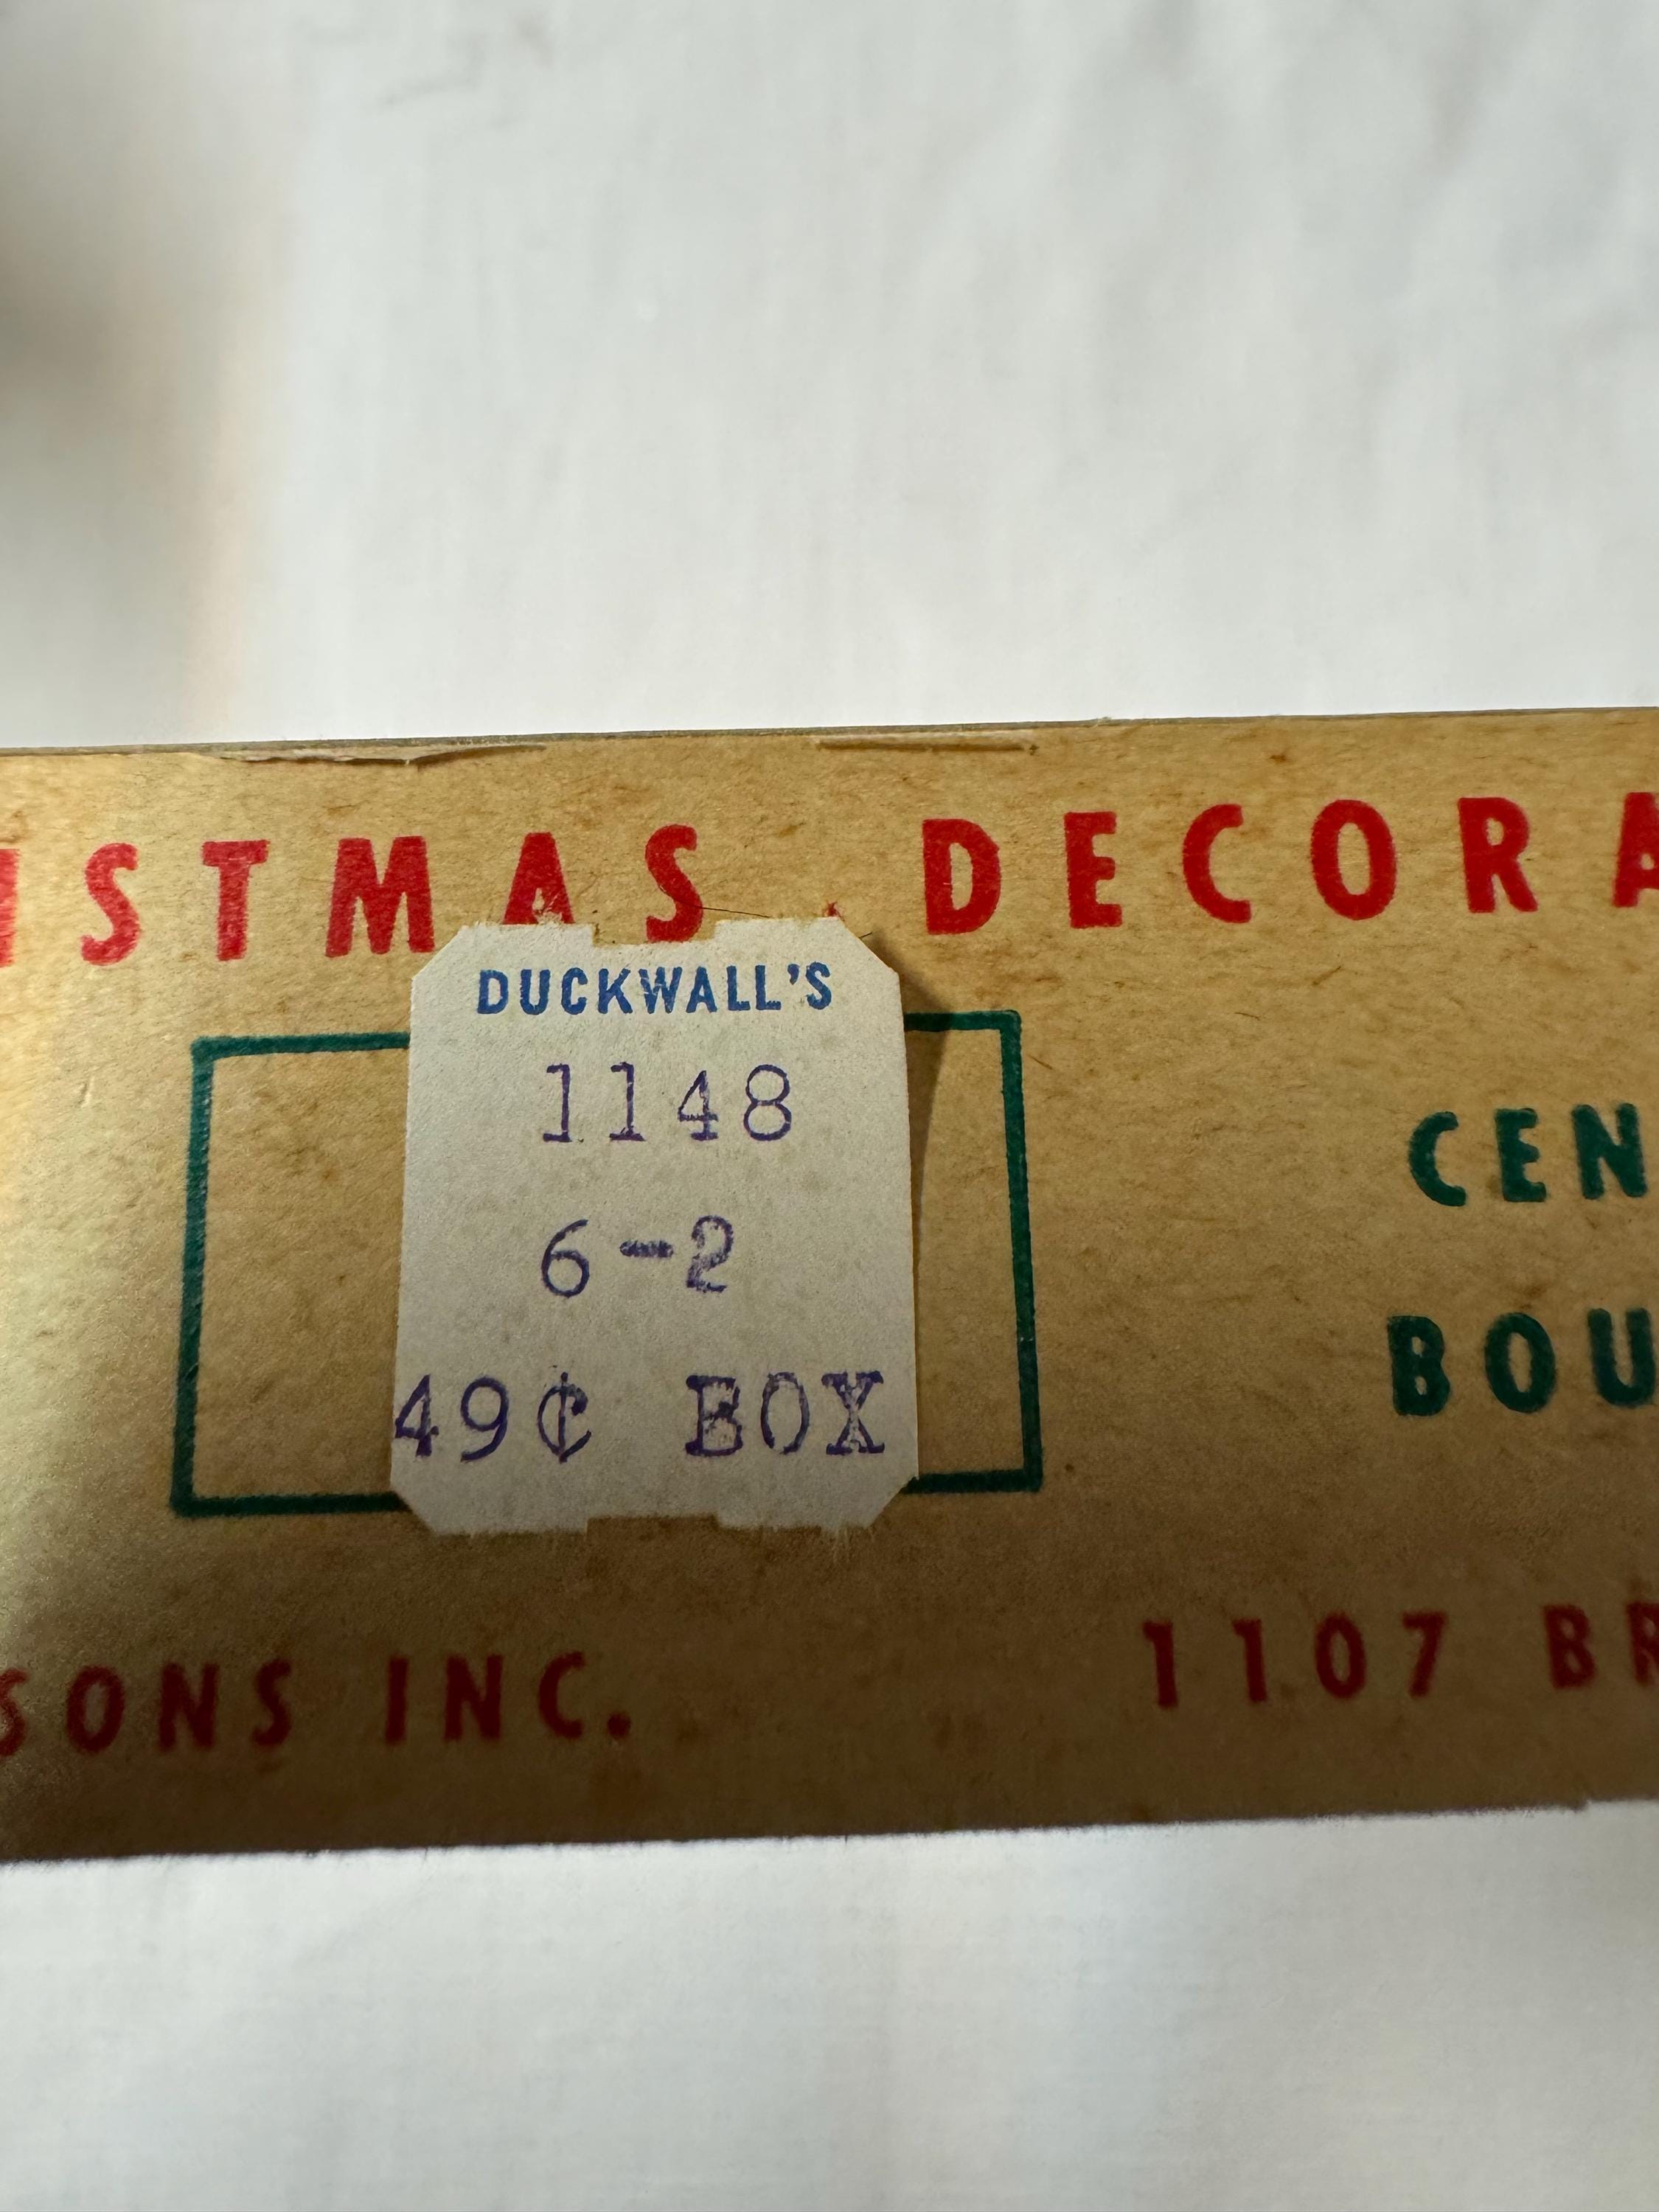 ISTMAS DECORA
DUCKWALL'S
1148
6-2
49¢ BOX
CEN
BOU
SONS INC. 1107 BR